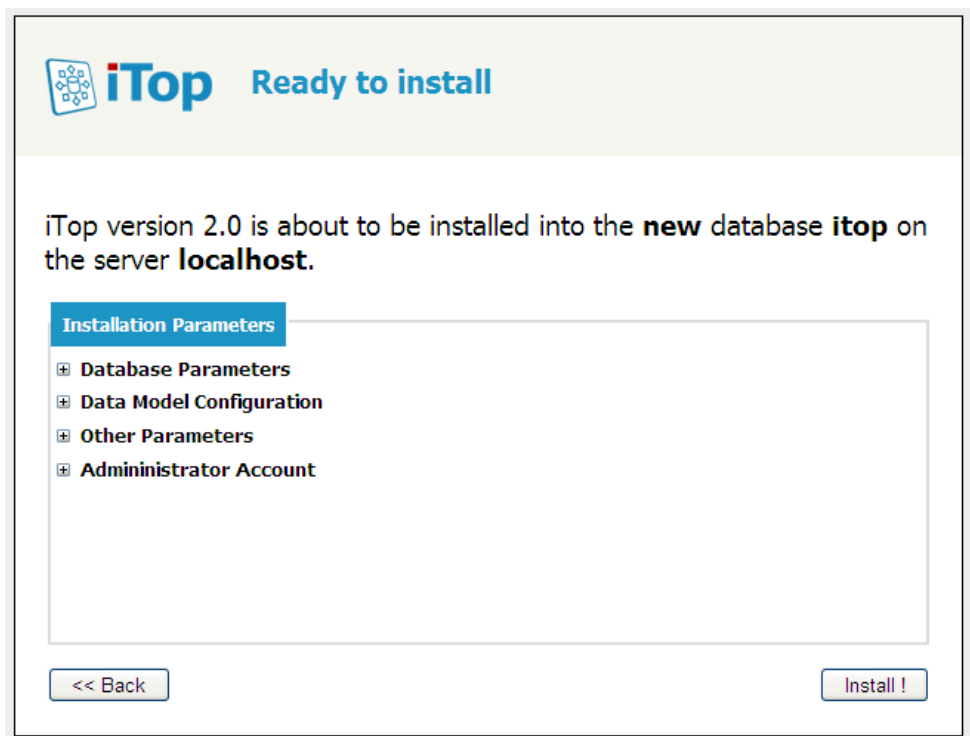 iTop Ready to install
iTop version 2.0 is about to be installed into the new database itop on
the server localhost.
Installation Parameters
Database Parameters
Data Model Configuration
Other Parameters
Admininistrator Account
<< Back Install !